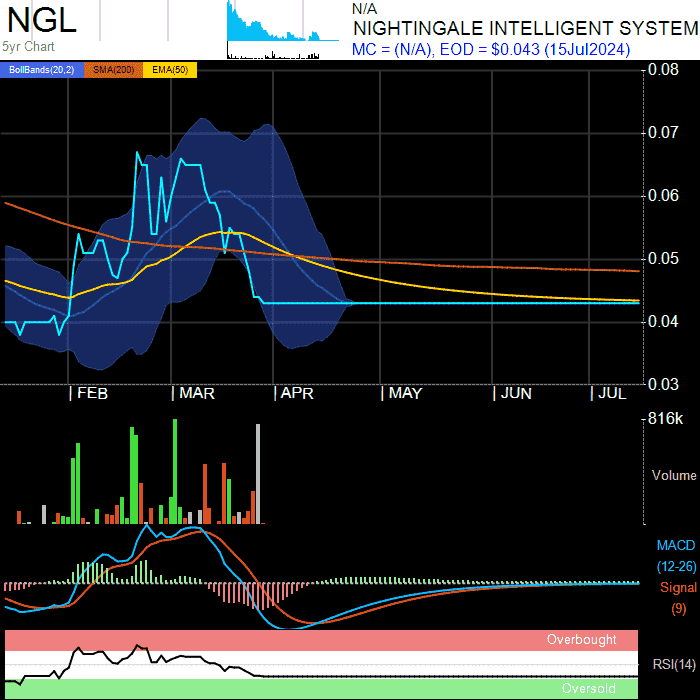 NGL
5yr Chart
N/A
NIGHTINGALE INTELLIGENT SYSTEM
MC = (N/A), EOD = $0.043 (15Jul2024)
BollBands(20,2) SMA(200) EMA(50)
0.08
0.07
0.06
0.05
0.04
0.03
FEB MAR APR MAY JUN JUL
816k
Volume
MACD
(12-26)
Signal
(9)
Overbought
RSI(14)
Oversold